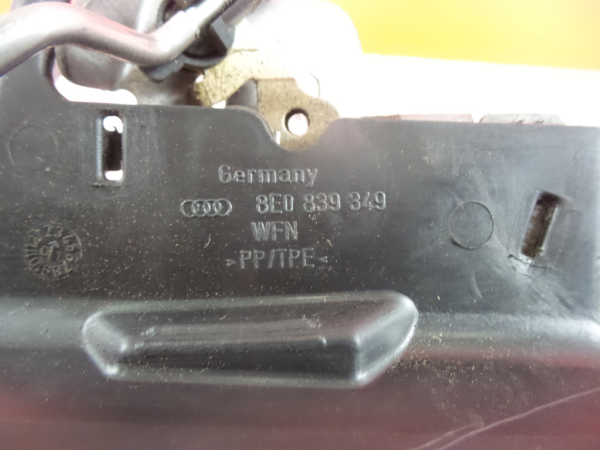 Germany
8E0 839 349
WFN
>PP/TPE<